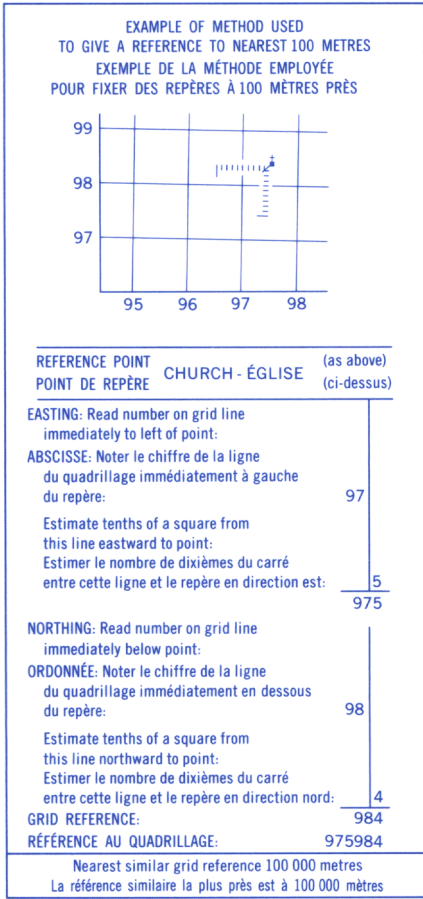 EXAMPLE OF METHOD USED
TO GIVE A REFERENCE TO NEAREST 100 METRES
EXEMPLE DE LA MÉTHODE EMPLOYÉE
POUR FIXER DES REPÈRES À 100 MÈTRES PRÈS
99
98
97
95 96 97 98
REFERENCE POINT
POINT DE REPÈRE
CHURCH - ÉGLISE
(as above)
(ci-dessus)
EASTING: Read number on grid line
immediately to left of point:
ABSCISSE: Noter le chiffre de la ligne
du quadrillage immédiatement à gauche
du repère: 97
Estimate tenths of a square from
this line eastward to point:
Estimer le nombre de dixièmes du carré
entre cette ligne et le repère en direction est: 5
975
NORTHING: Read number on grid line
immediately below point:
ORDONNÉE: Noter le chiffre de la ligne
du quadrillage immédiatement en dessous
du repère: 98
Estimate tenths of a square from
this line northward to point:
Estimer le nombre de dixièmes du carré
entre cette ligne et le repère en direction nord: 4
GRID REFERENCE: 984
RÉFÉRENCE AU QUADRILLAGE: 975984
Nearest similar grid reference 100 000 metres
La référence similaire la plus près est à 100 000 mètres